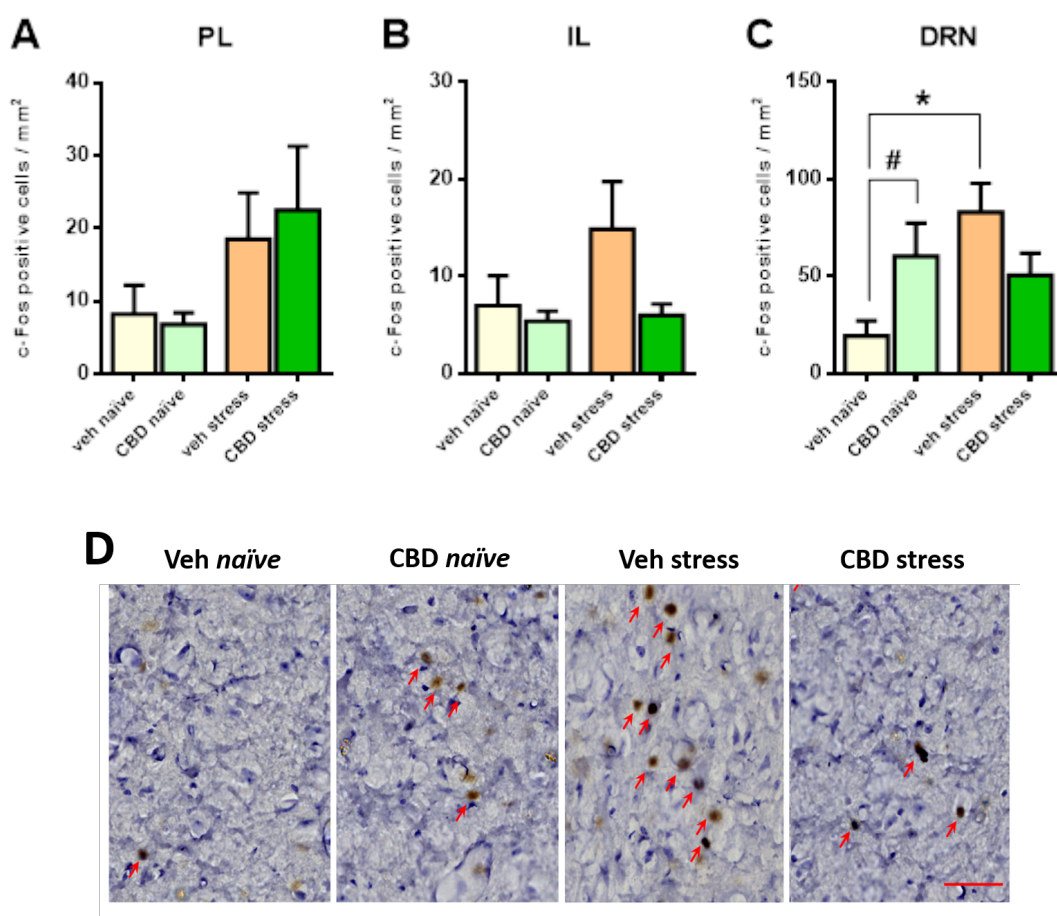 A PL
B IL
C DRN
c-Fos positive cells / mm²
40
30
20
10
0
veh naïve
CBD naïve
veh stress
CBD stress
c-Fos positive cells / mm²
30
20
10
0
veh naïve
CBD naïve
veh stress
CBD stress
c-Fos positive cells / mm²
150
100
50
0
*
#
veh naïve
CBD naïve
veh stress
CBD stress
D
Veh naïve
CBD naïve
Veh stress
CBD stress